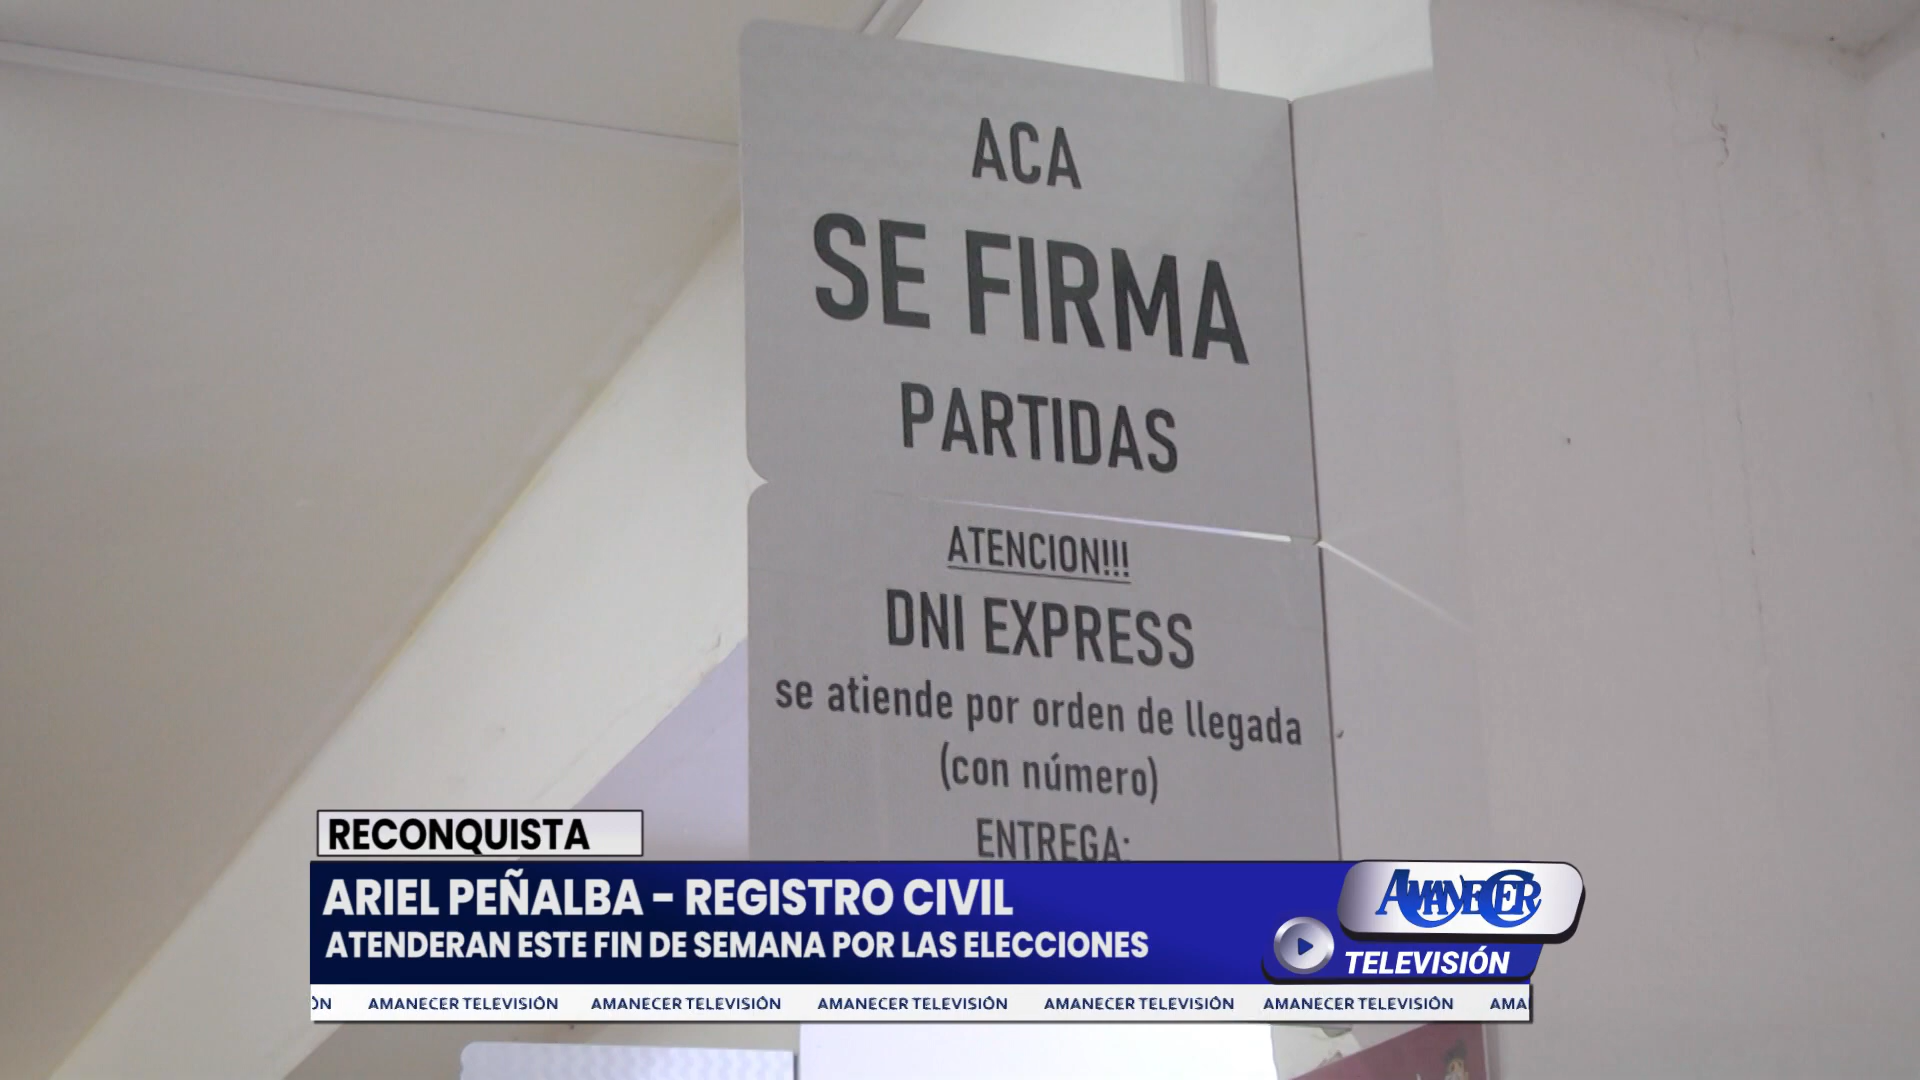 ACA
SE FIRMA
PARTIDAS
ATENCION!!!
DNI EXPRESS
se atiende por orden de llegada
(con número)
ENTREGA:
RECONQUISTA
ARIEL PEÑALBA - REGISTRO CIVIL
ATENDERAN ESTE FIN DE SEMANA POR LAS ELECCIONES
AMANECER
TELEVISIÓN
ÓN AMANECER TELEVISIÓN AMANECER TELEVISIÓN AMANECER TELEVISIÓN AMANECER TELEVISIÓN AMANECER TELEVISIÓN AMA